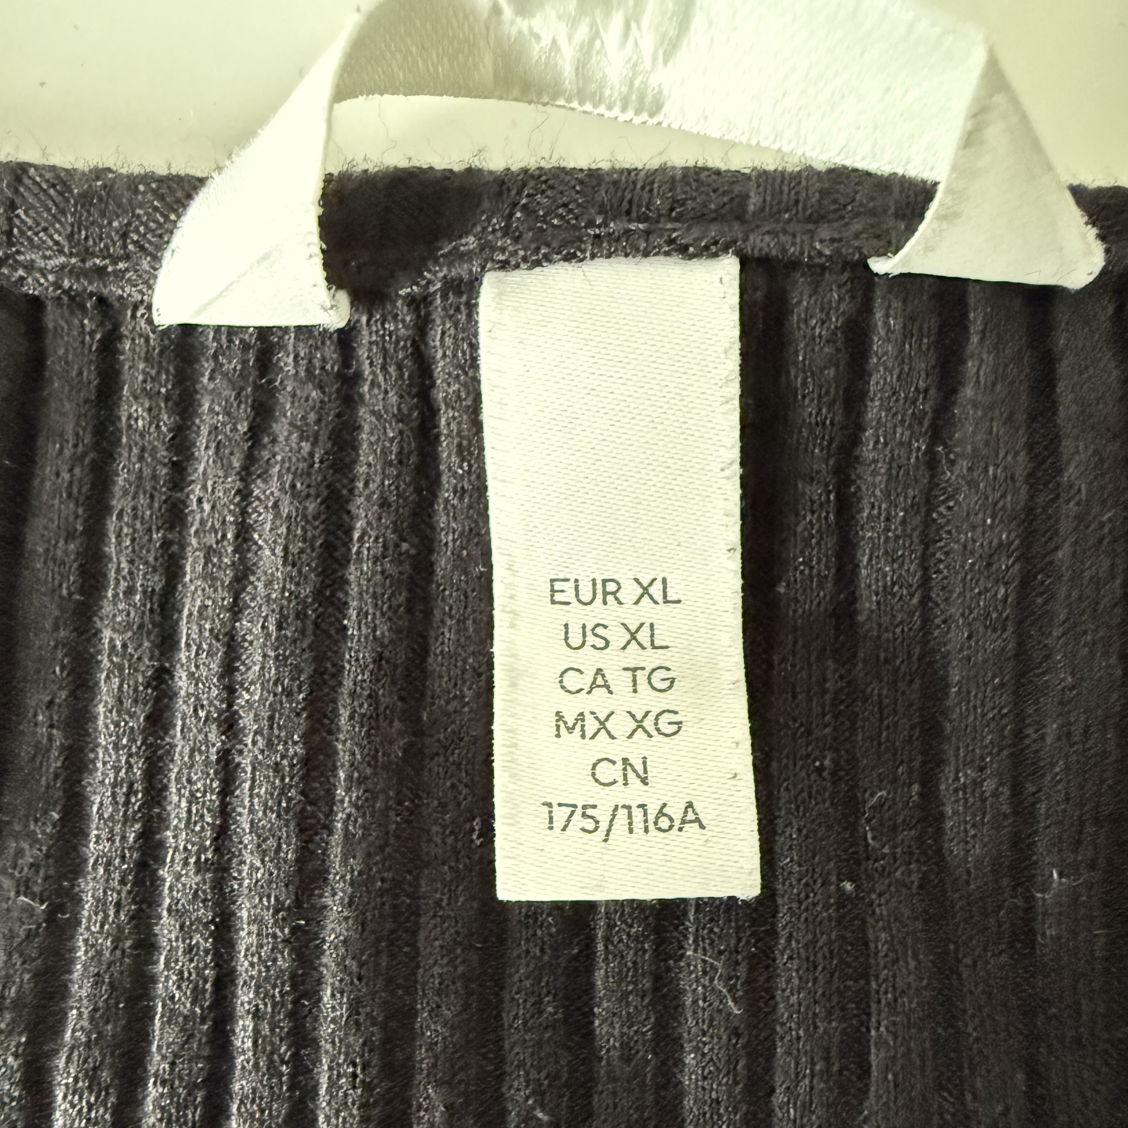 EUR XL
US XL
CA TG
MX XG
CN
175/116A